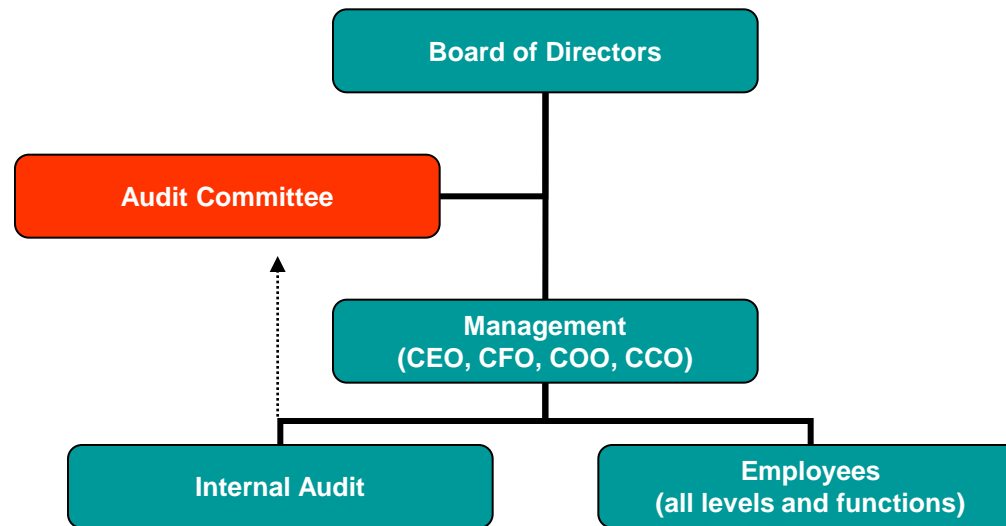 Board of Directors
Audit Committee
Management
(CEO, CFO, COO, CCO)
Internal Audit
Employees
(all levels and functions)